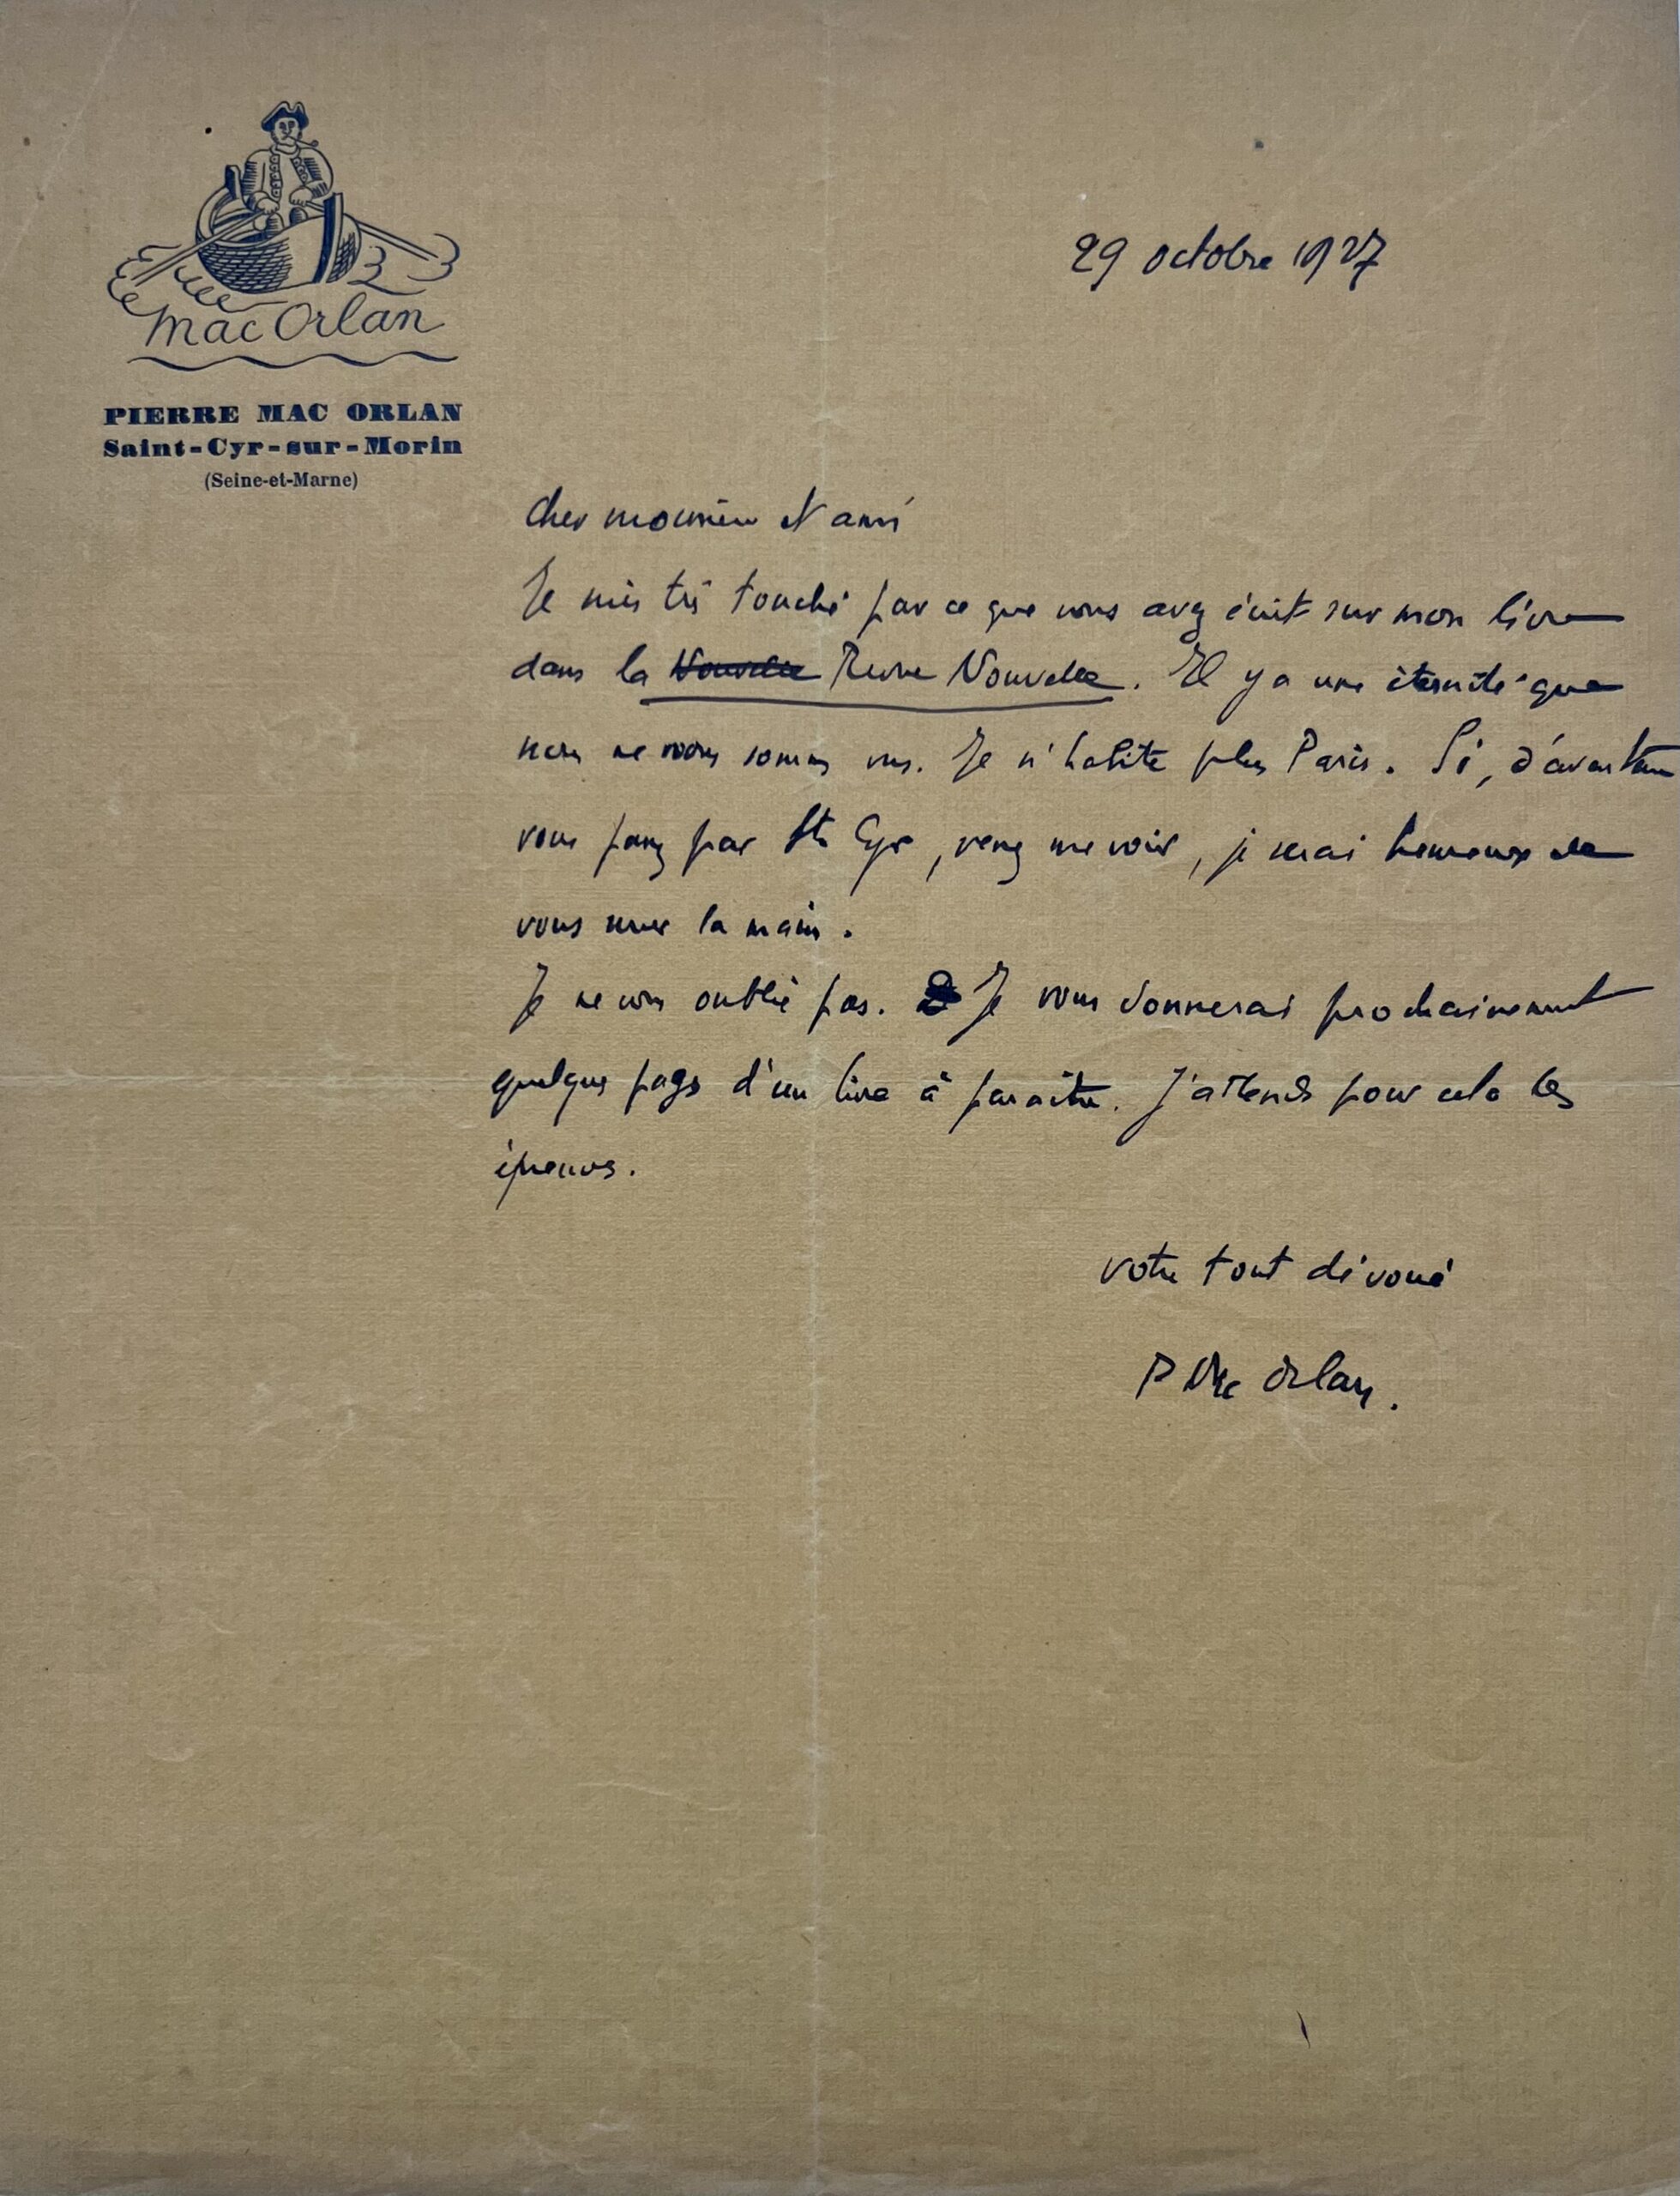 Mac Orlan
PIERRE MAC ORLAN
Saint-Cyr-sur-Morin
(Seine-et-Marne)
29 octobre 1927
Cher monsieur et ami
Je suis très touché par ce que vous avez écrit sur mon livre
dans la Nouvelle Revue Nouvelle. Il y a une éternité que
nous ne nous sommes vus. Je n'habite plus Paris. Si, d'aventure
vous passez par St Cyr, venez me voir, je serai heureux de
vous serrer la main.
Je ne vous oublie pas. Je vous donnerai prochainement
quelques pages d'un livre à paraître. J'attends pour cela les
épreuves.
Votre tout dévoué
P Mac Orlan.